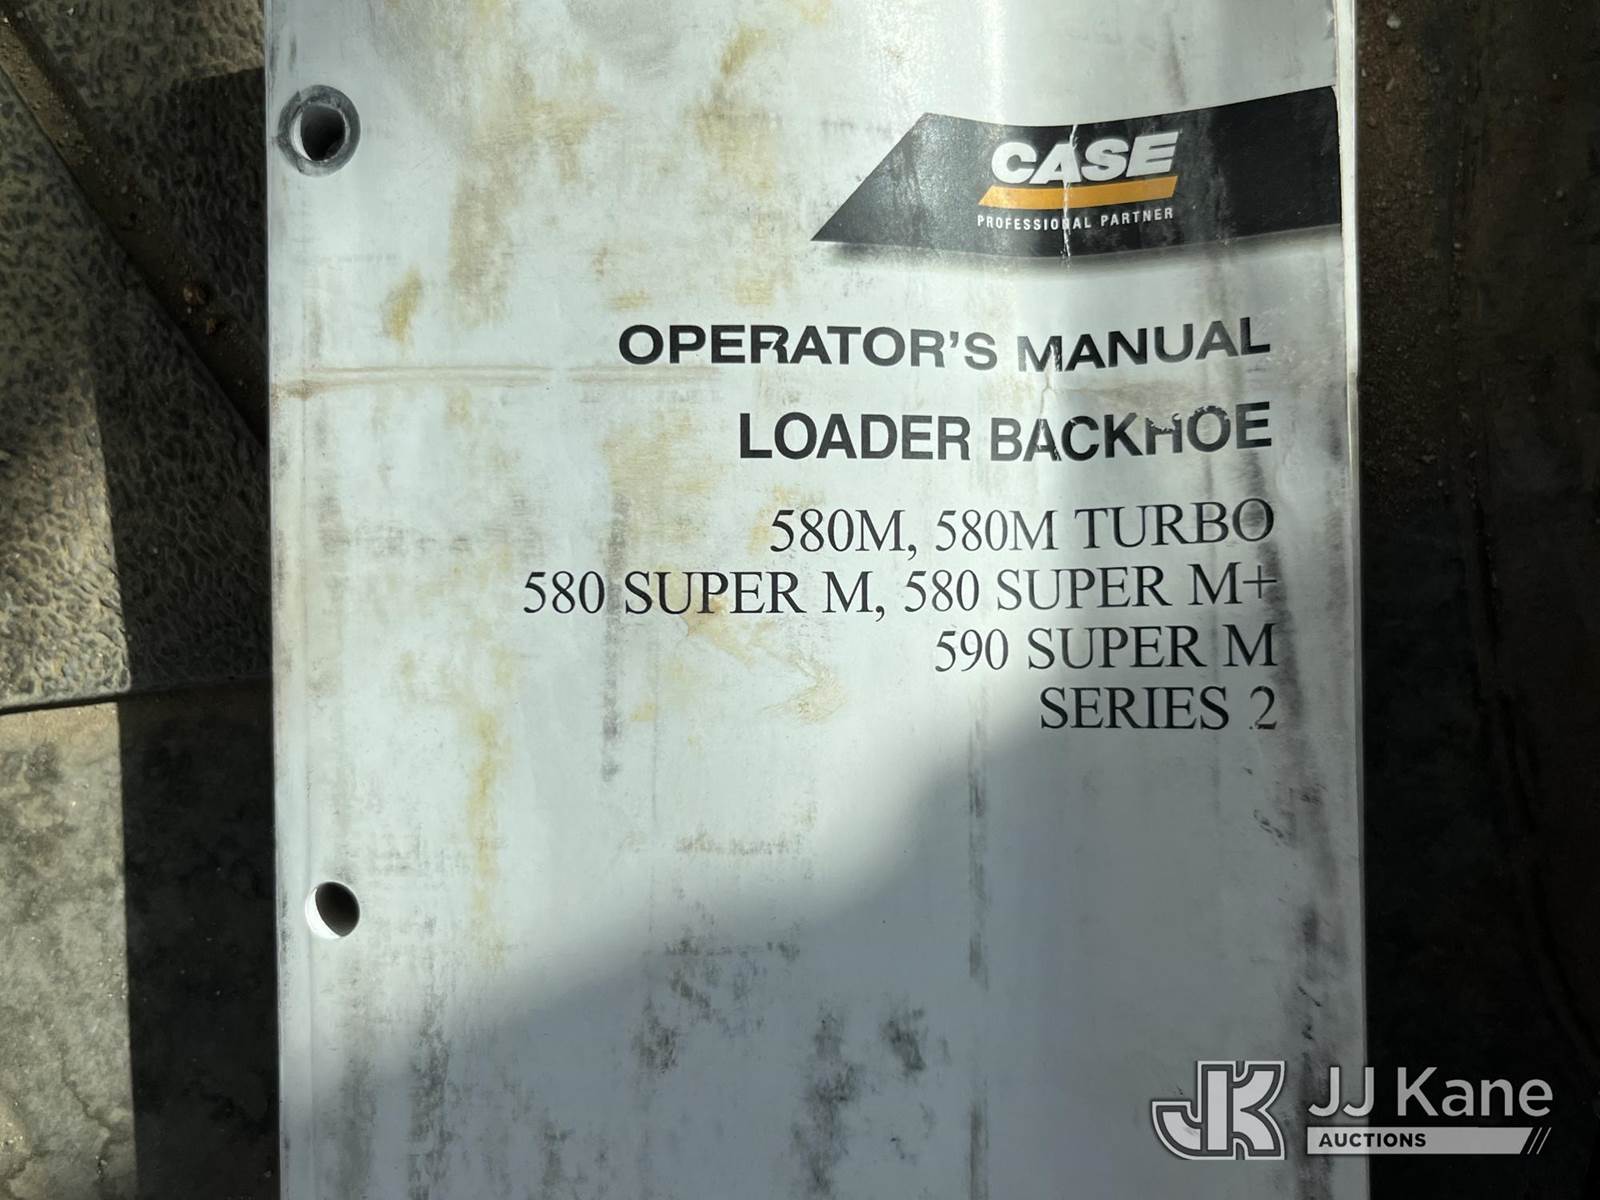 CASE
PROFESSIONAL PARTNER
OPERATOR'S MANUAL
LOADER BACKHOE
580M, 580M TURBO
580 SUPER M, 580 SUPER M+
590 SUPER M
SERIES 2
JK JJ Kane
AUCTIONS